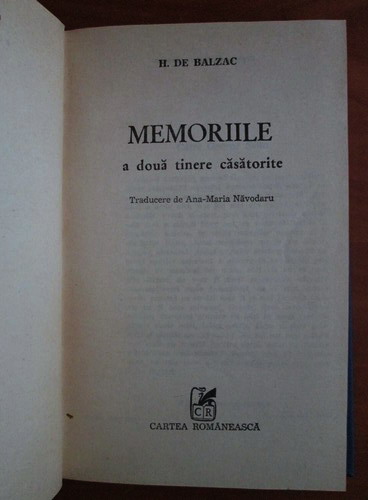 H. DE BALZAC
MEMORIILE
a două tinere căsătorite
Traducere de Ana-Maria Năvodaru
CR
CARTEA ROMÂNEASCĂ